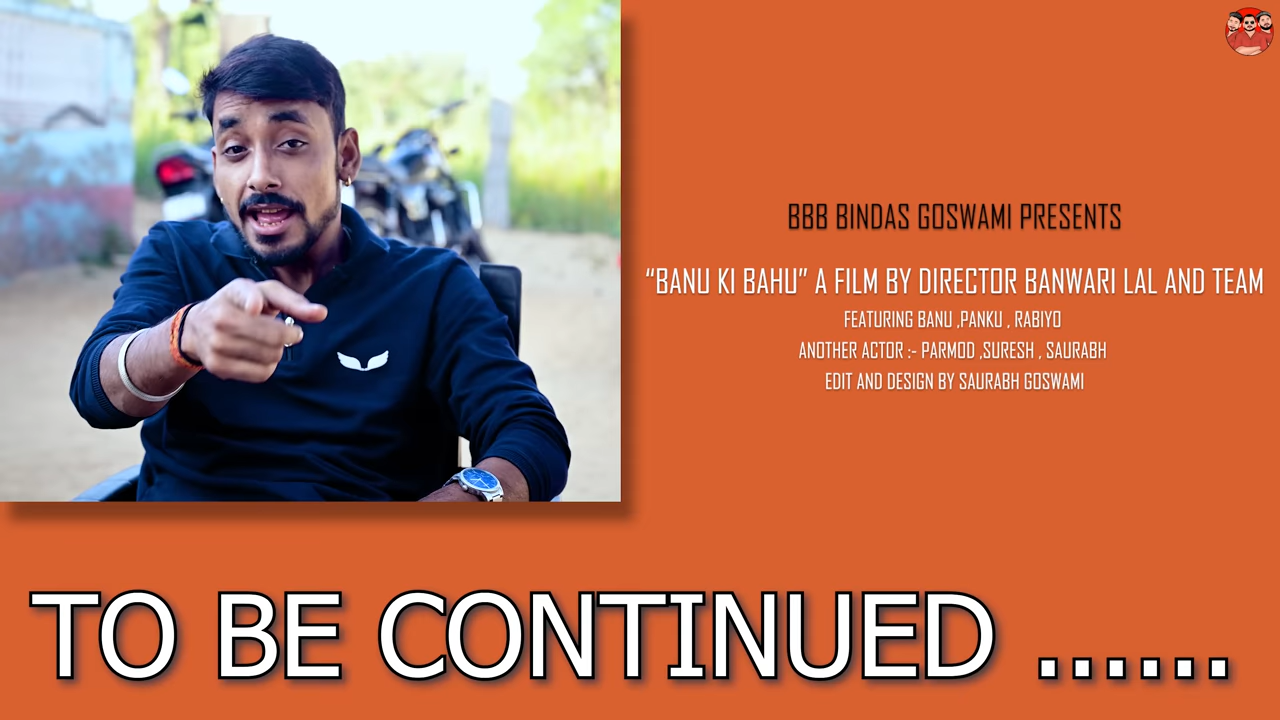 BBB BINDAS GOSWAMI PRESENTS
“BANU KI BAHU” A FILM BY DIRECTOR BANWARI LAL AND TEAM
FEATURING BANU ,PANKU , RABIYO
ANOTHER ACTOR :- PARMOD ,SURESH , SAURABH
EDIT AND DESIGN BY SAURABH GOSWAMI
TO BE CONTINUED ......